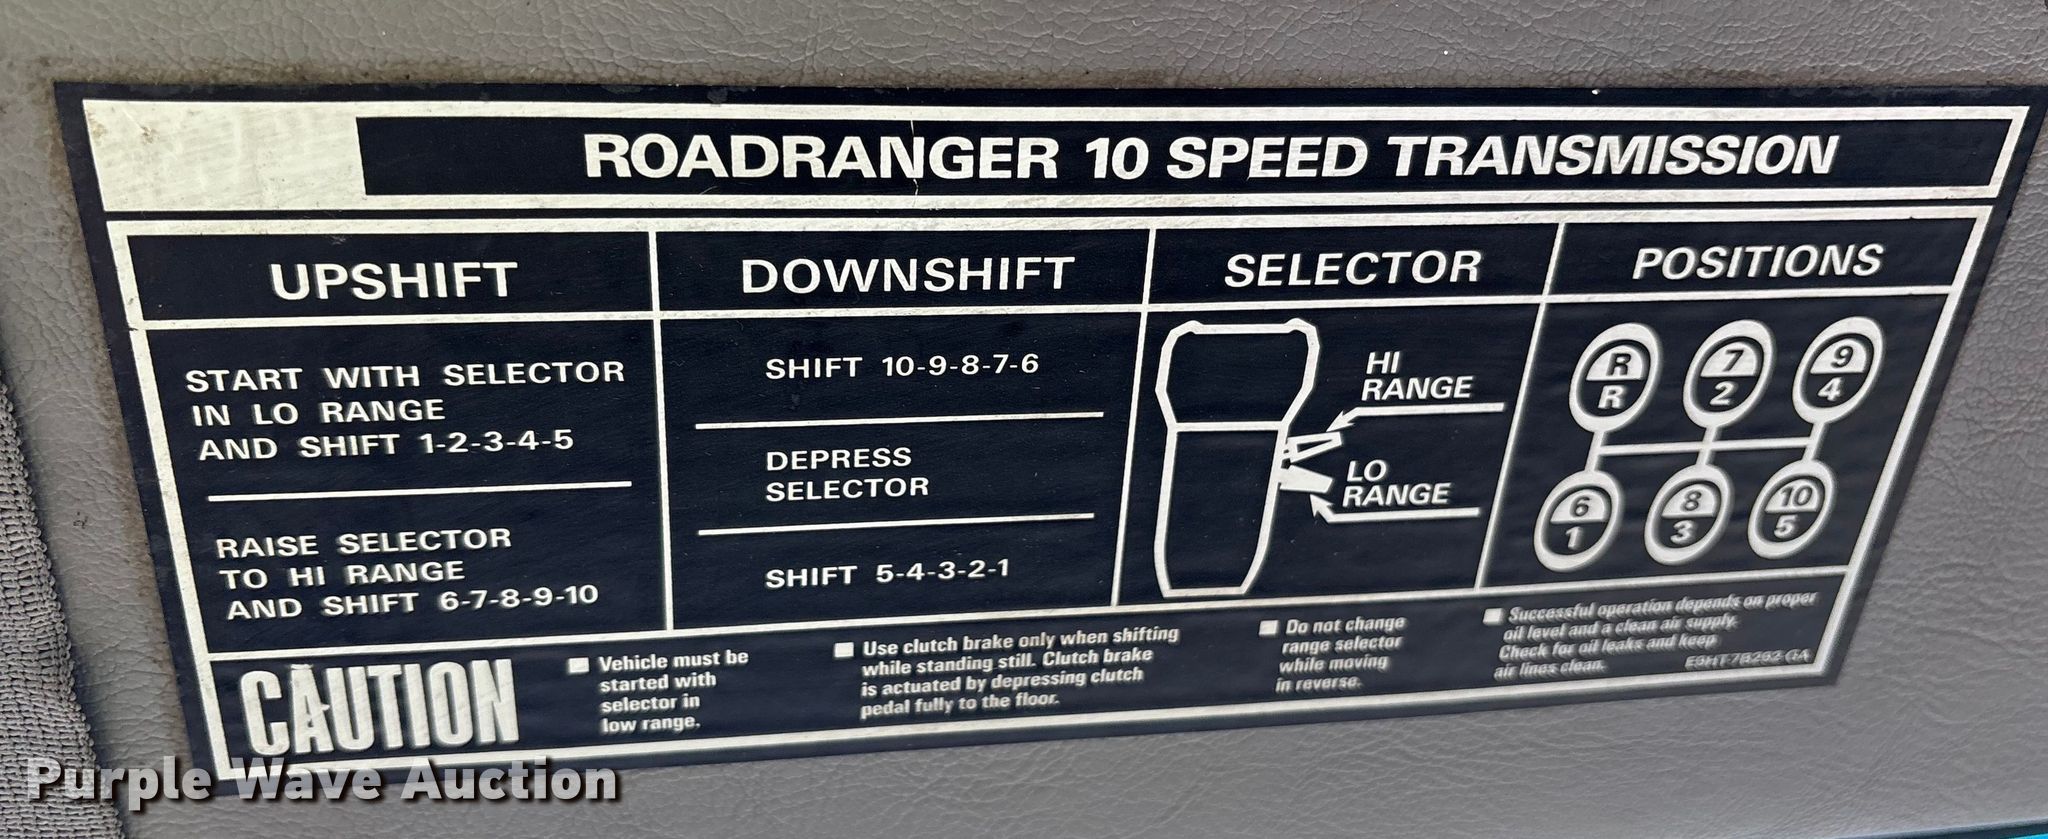 ROADRANGER 10 SPEED TRANSMISSION
UPSHIFT
START WITH SELECTOR
IN LO RANGE
AND SHIFT 1-2-3-4-5
RAISE SELECTOR
TO HI RANGE
AND SHIFT 6-7-8-9-10
DOWNSHIFT
SHIFT 10-9-8-7-6
DEPRESS
SELECTOR
SHIFT 5-4-3-2-1
SELECTOR
HI
RANGE
LO
RANGE
POSITIONS
R 7 9
R 2 4
6 8 10
1 3 5
CAUTION
Vehicle must be
started with
selector in
low range.
Use clutch brake only when shifting
while standing still. Clutch brake
is actuated by depressing clutch
pedal fully to the floor.
Do not change
range selector
while moving
in reverse.
Successful operation depends on proper
oil level and a clean air supply.
Check for oil leaks and keep
air lines clean.
Purple Wave Auction